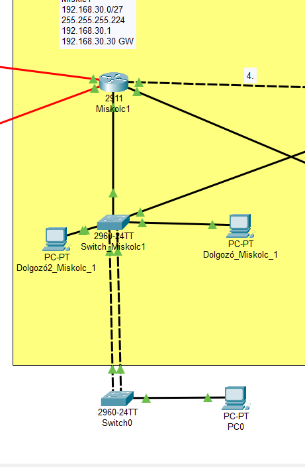 192.168.30.0/27
255.255.255.224
192.168.30.1
192.168.30.30 GW
4.
2911
Miskolc1
2960-24TT
Switch_Miskolc1
PC-PT
Dolgozó2_Miskolc_1
PC-PT
Dolgozó_Miskolc_1
2960-24TT
Switch0
PC-PT
PC0